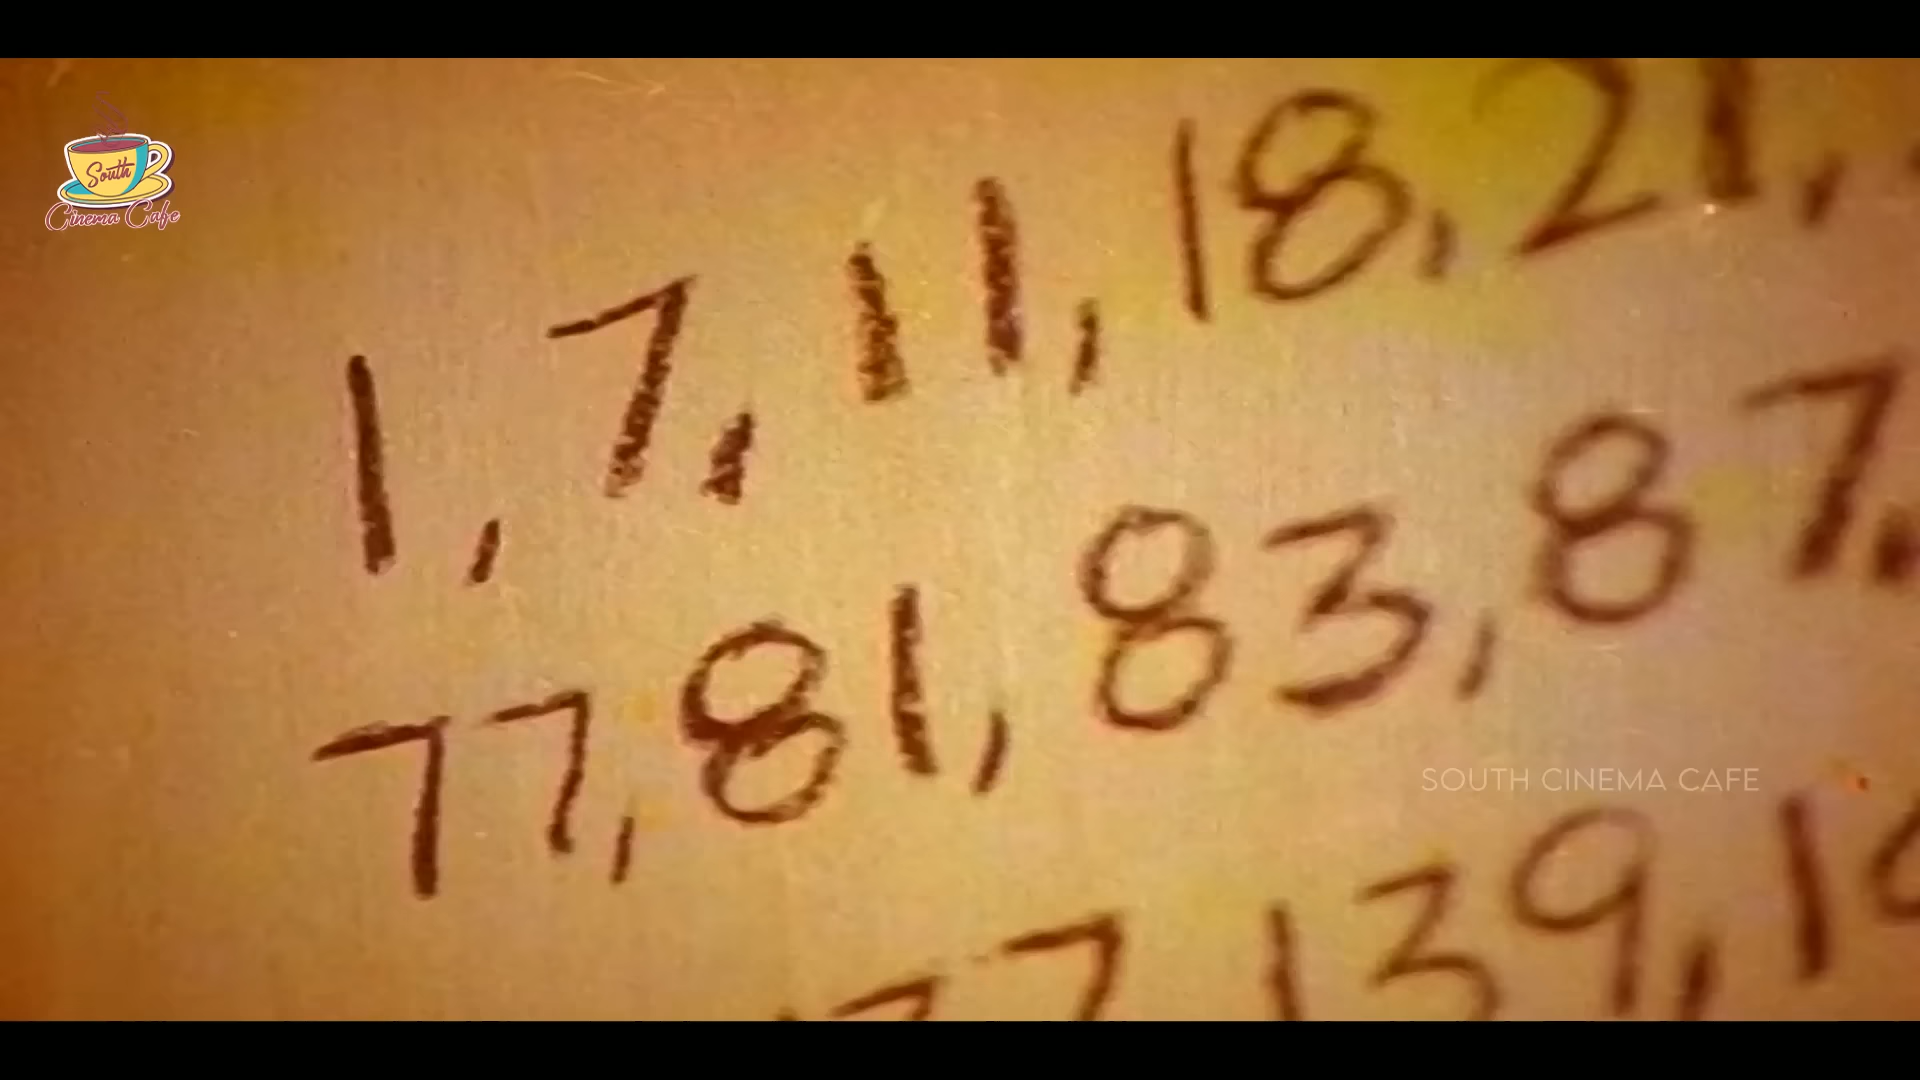 South
Cinema Cafe
1, 7, 11, 18, 21,
77, 81, 83, 87,
SOUTH CINEMA CAFE
139,